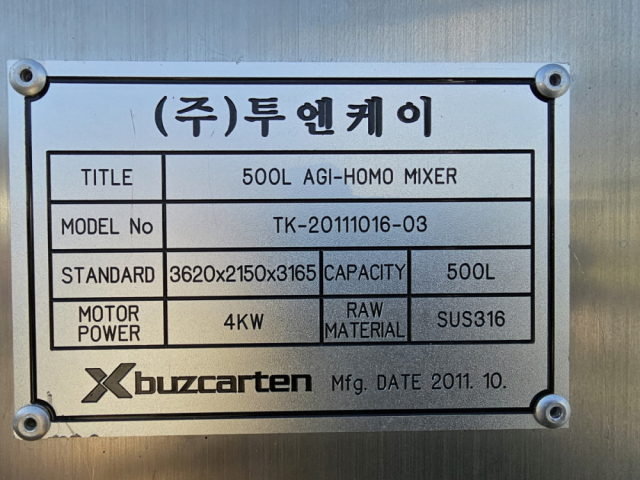 (주)투엔케이
TITLE 500L AGI-HOMO MIXER
MODEL No TK-20111016-03
STANDARD 3620x2150x3165 CAPACITY 500L
MOTOR POWER 4KW RAW MATERIAL SUS316
Xbuzcarten Mfg. DATE 2011. 10.